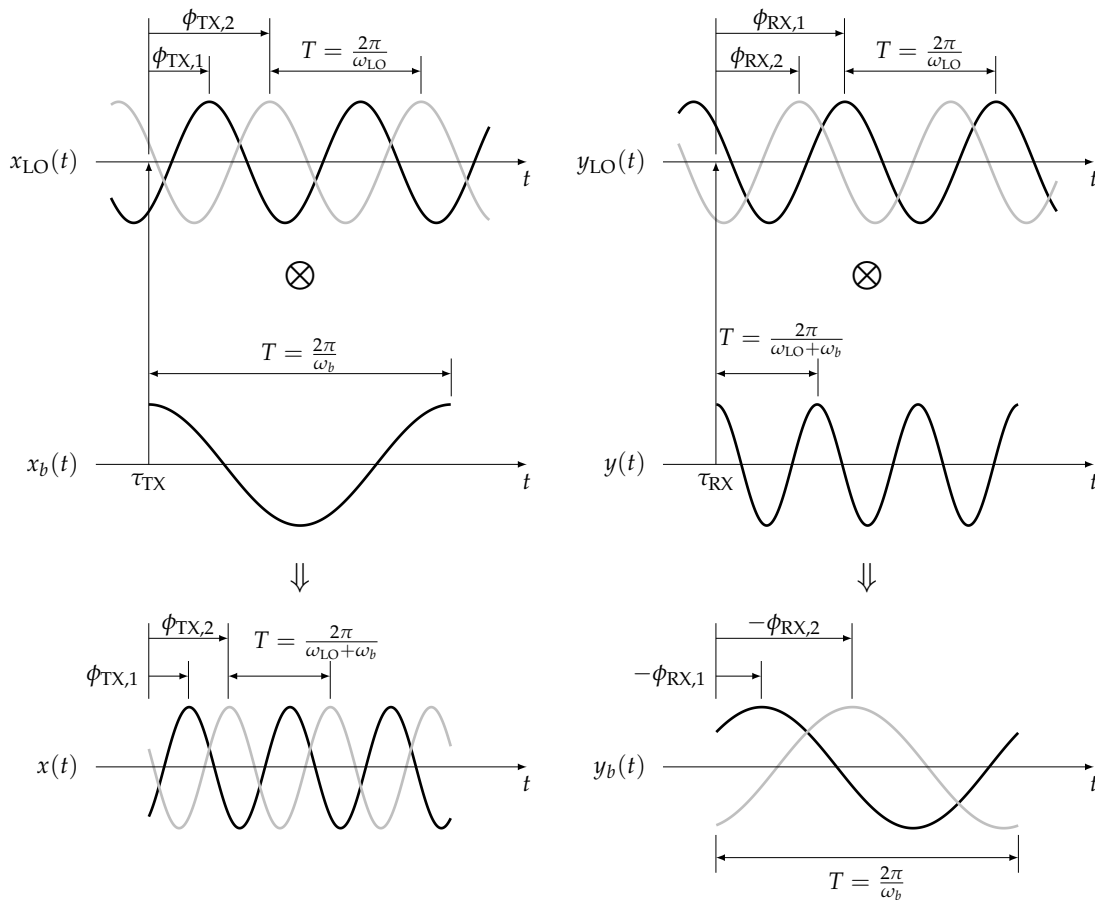 ϕTX,2
ϕTX,1
T = 2π/ωLO
xLO(t)
t
⊗
T = 2π/ωb
xb(t)
τTX
t
⇓
ϕTX,2
ϕTX,1
T = 2π/(ωLO+ωb)
x(t)
t
ϕRX,1
ϕRX,2
T = 2π/ωLO
yLO(t)
t
⊗
T = 2π/(ωLO+ωb)
y(t)
τRX
t
⇓
−ϕRX,2
−ϕRX,1
yb(t)
t
T = 2π/ωb